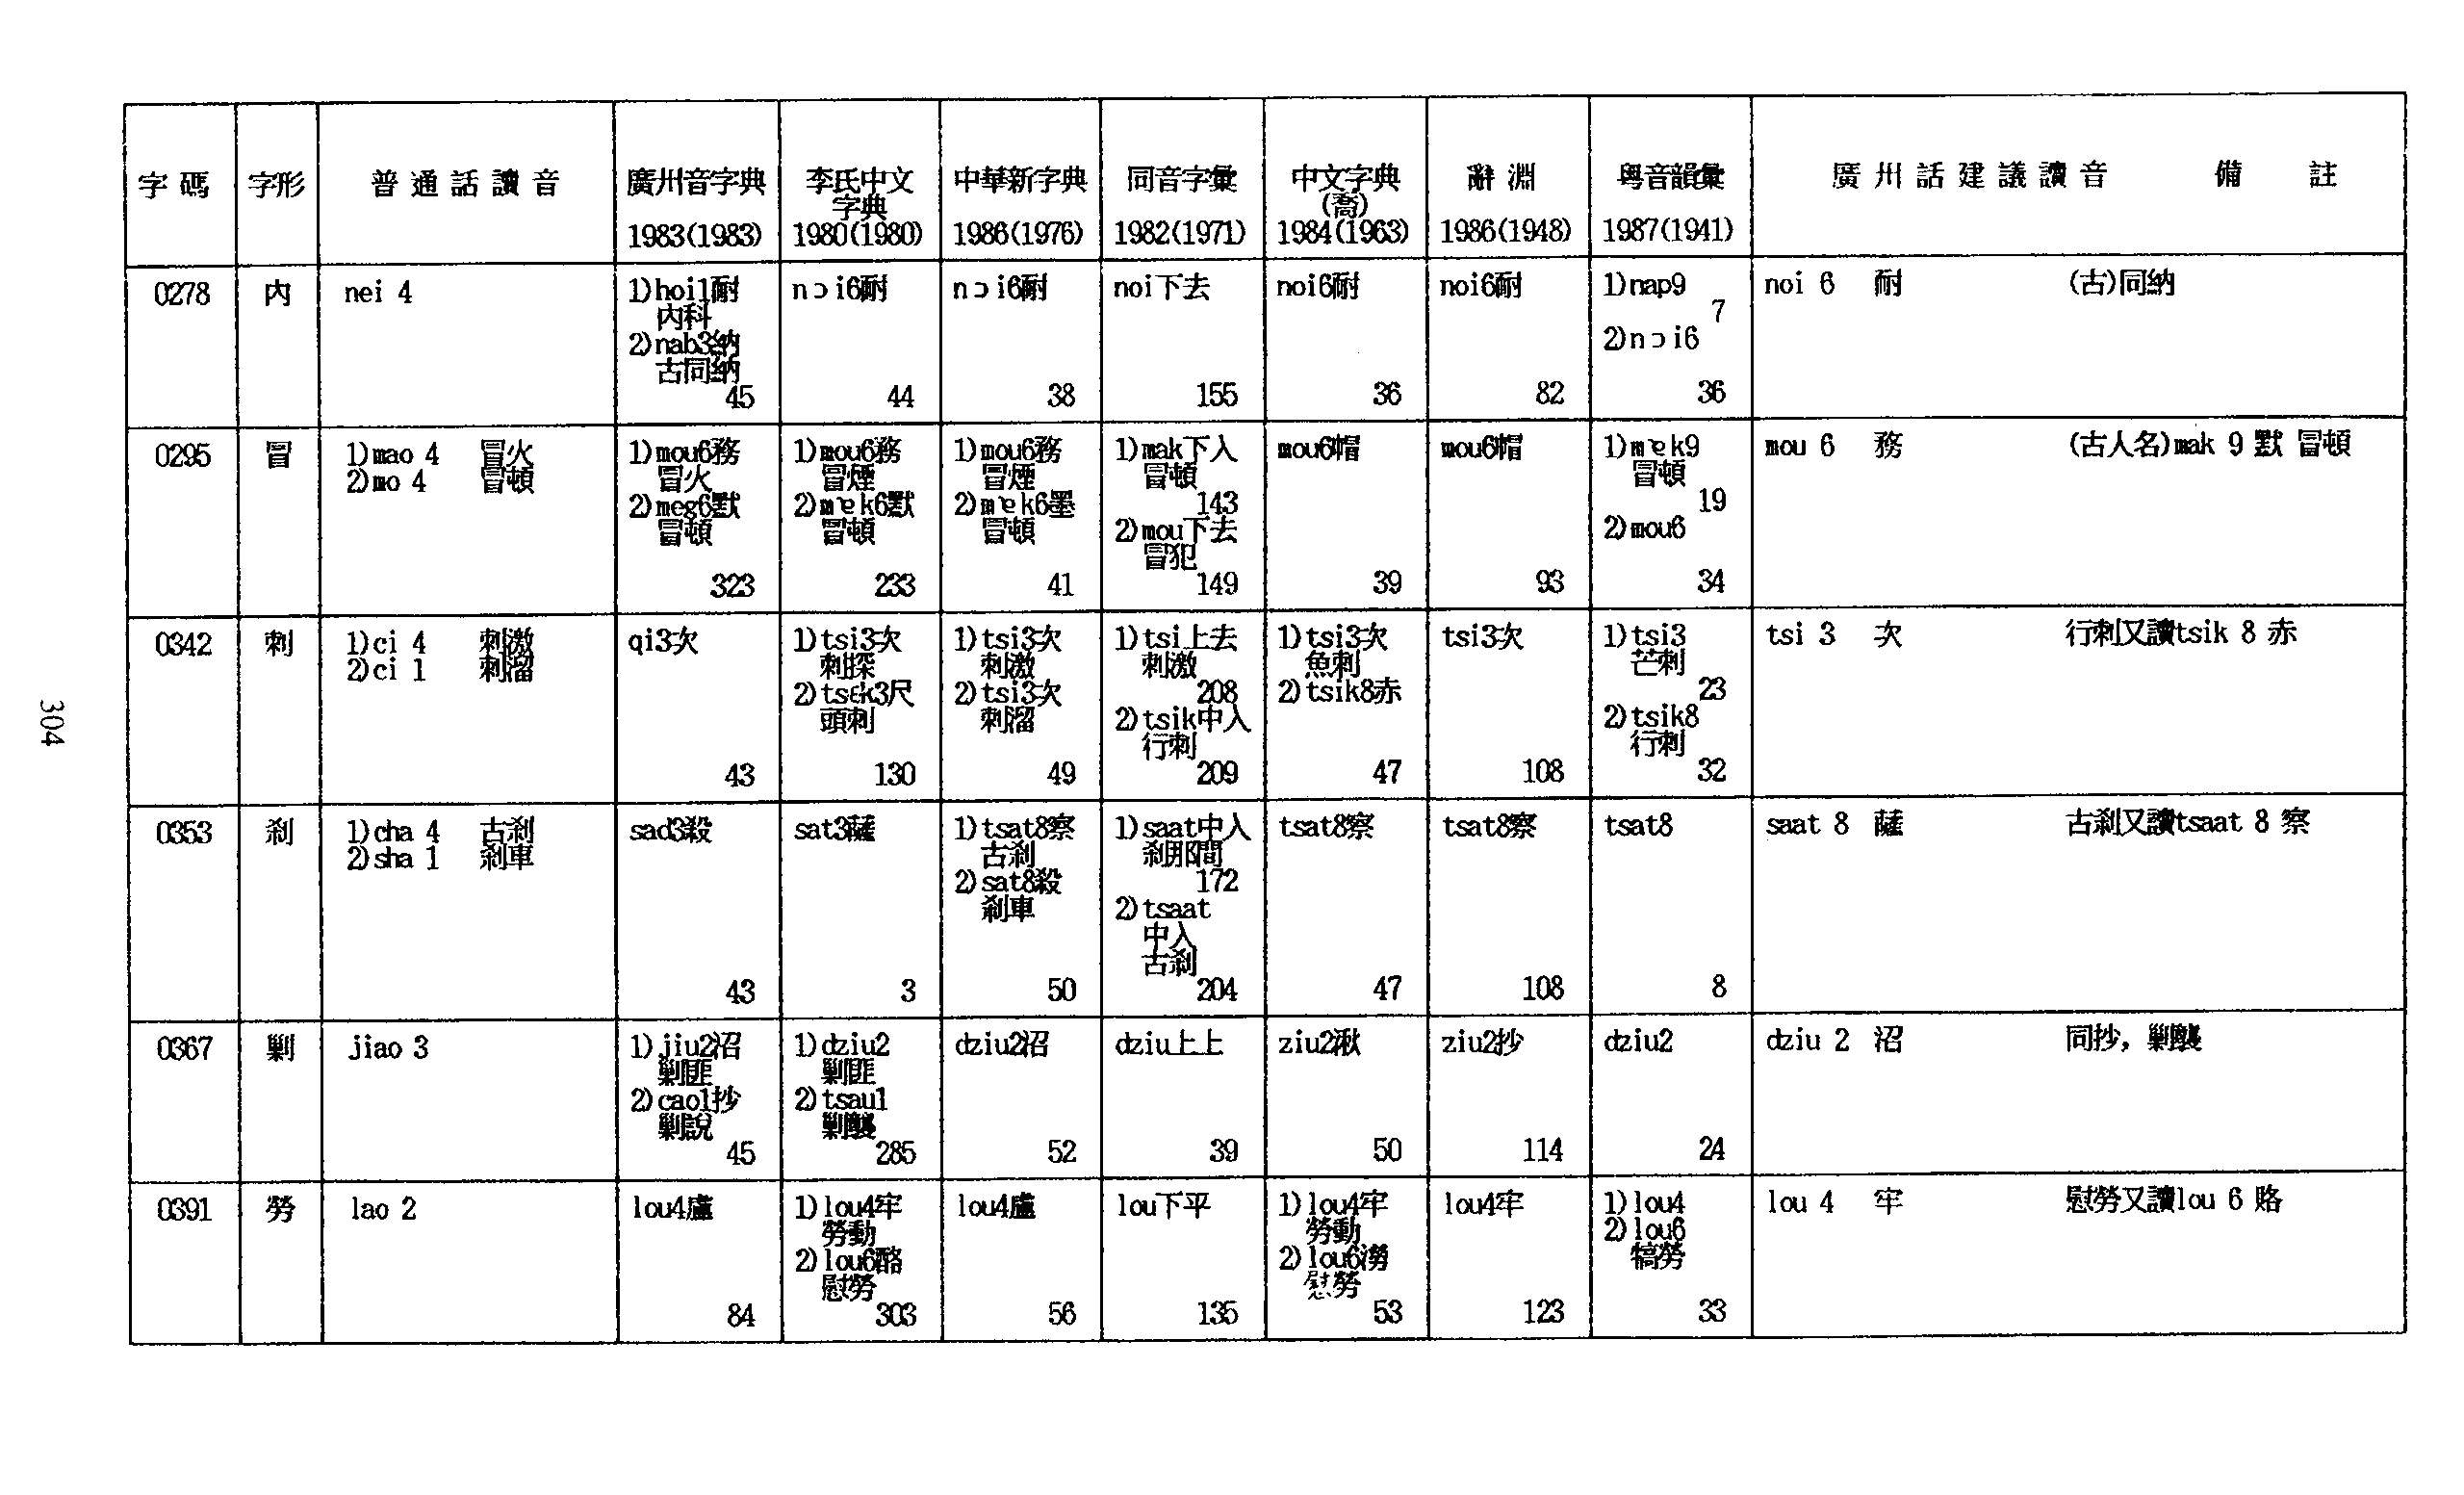 字碼 字形 普通話讀音 廣州音字典 1983(1983) 李氏中文字典 1980(1980) 中華新字典 1986(1976) 同音字彙 1982(1971) 中文字典(喬) 1984(1963) 辭淵 1986(1948) 粵音韻彙 1987(1941) 廣州話建議讀音 備註
0278 內 nei 4
1)hoi1耐
內科
2)nab3納
古同納
45
nɔi6耐
44
nɔi6耐
38
noi下去
155
noi6耐
36
noi6耐
82
1)nap9
7
2)nɔi6
36
noi 6 耐 (古)同納
0295 冒
1)mao 4 冒火
2)mo 4 冒頓
1)mou6務
冒火
2)meg6默
冒頓
323
1)mou6務
冒煙
2)mɐk6默
冒頓
233
1)mou6務
冒煙
2)mɐk6墨
冒頓
41
1)mak下入
冒頓
143
2)mou下去
冒犯
149
mou6帽
39
mou6帽
93
1)mɐk9
冒頓
19
2)mou6
34
mou 6 務 (古人名)mak 9 默 冒頓
0342 刺
1)ci 4 刺激
2)ci 1 刺溜
qi3次
43
1)tsi3次
刺探
2)tsɛk3尺
頭刺
130
1)tsi3次
刺激
2)tsi3次
刺溜
49
1)tsi上去
刺激
208
2)tsik中入
行刺
209
1)tsi3次
魚刺
2)tsik8赤
47
tsi3次
108
1)tsi3
芒刺
23
2)tsik8
行刺
32
tsi 3 次 行刺又讀tsik 8 赤
0353 剎
1)cha 4 古剎
2)sha 1 剎車
sad3殺
43
sat3薩
3
1)tsat8察
古剎
2)sat8殺
剎車
50
1)saat中入
剎那間
172
2)tsaat
中入
古剎
204
tsat8察
47
tsat8察
108
tsat8
8
saat 8 薩 古剎又讀tsaat 8 察
0367 剿 jiao 3
1)jiu2沼
剿匪
2)cao1抄
剿說
45
1)dziu2
剿匪
2)tsau1
剿襲
285
dziu2沼
52
dziu上上
39
ziu2湫
50
ziu2抄
114
dziu2
24
dziu 2 沼 同抄，剿襲
0391 勞 lao 2
lou4盧
84
1)lou4牢
勞動
2)lou6酪
慰勞
303
lou4盧
56
lou下平
135
1)lou4牢
勞動
2)lou6澇
慰勞
53
lou4牢
123
1)lou4
2)lou6
犒勞
33
lou 4 牢 慰勞又讀lou 6 賂
304